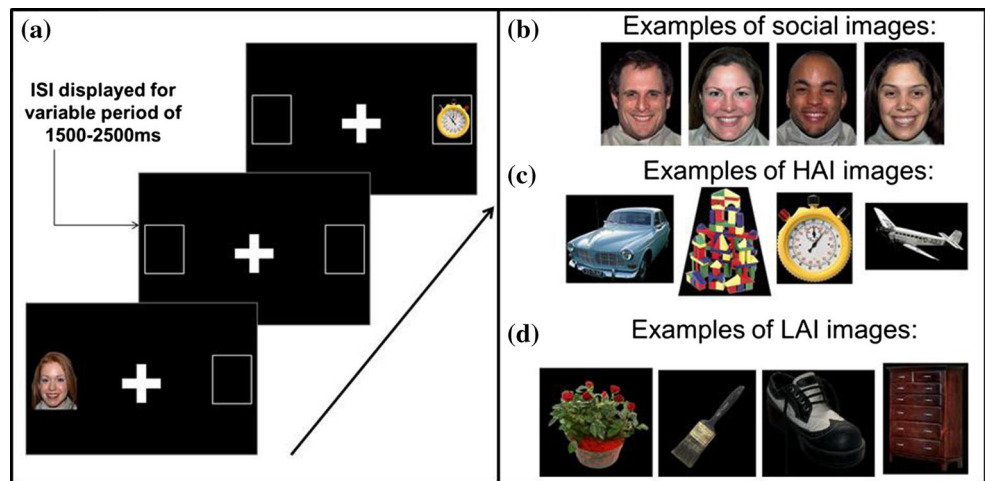 (a)
ISI displayed for
variable period of
1500-2500ms
(b)
Examples of social images:
(c)
Examples of HAI images:
(d)
Examples of LAI images: